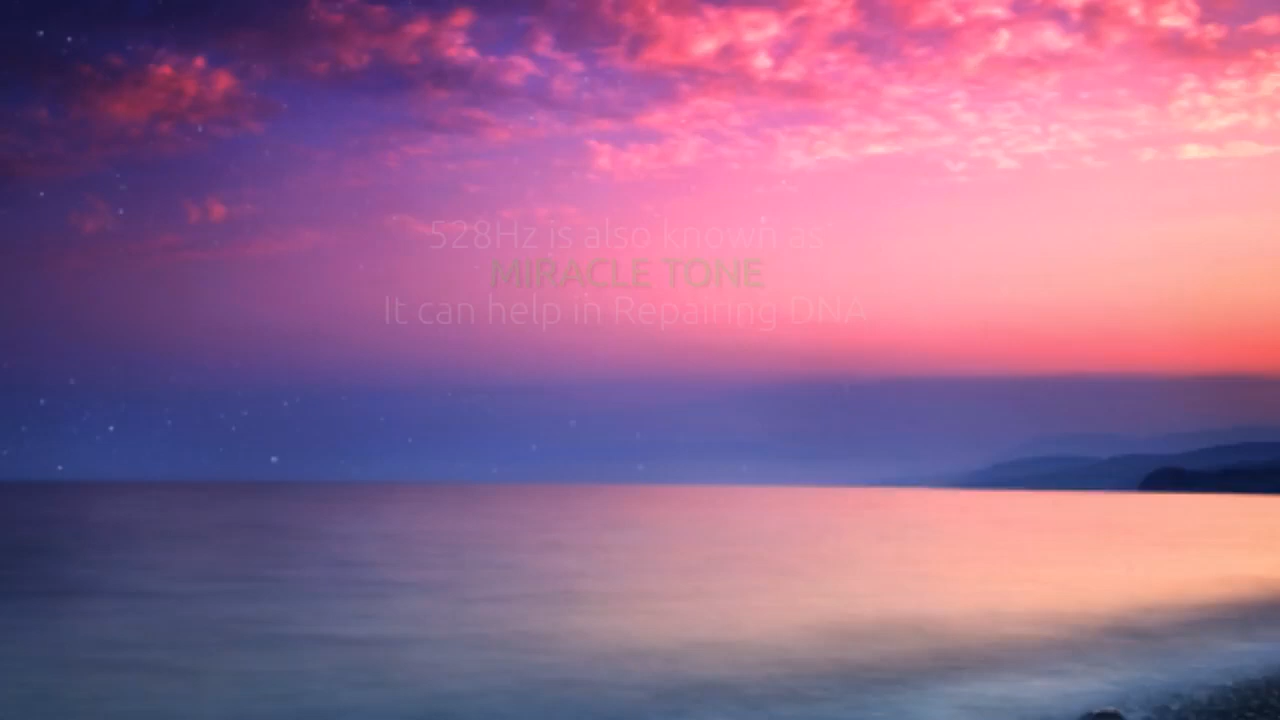 528Hz is also known as
MIRACLE TONE
It can help in Repairing DNA